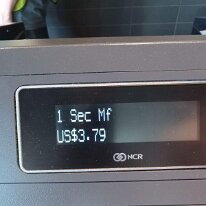 1 Sec Mf
US$3.79
NCR